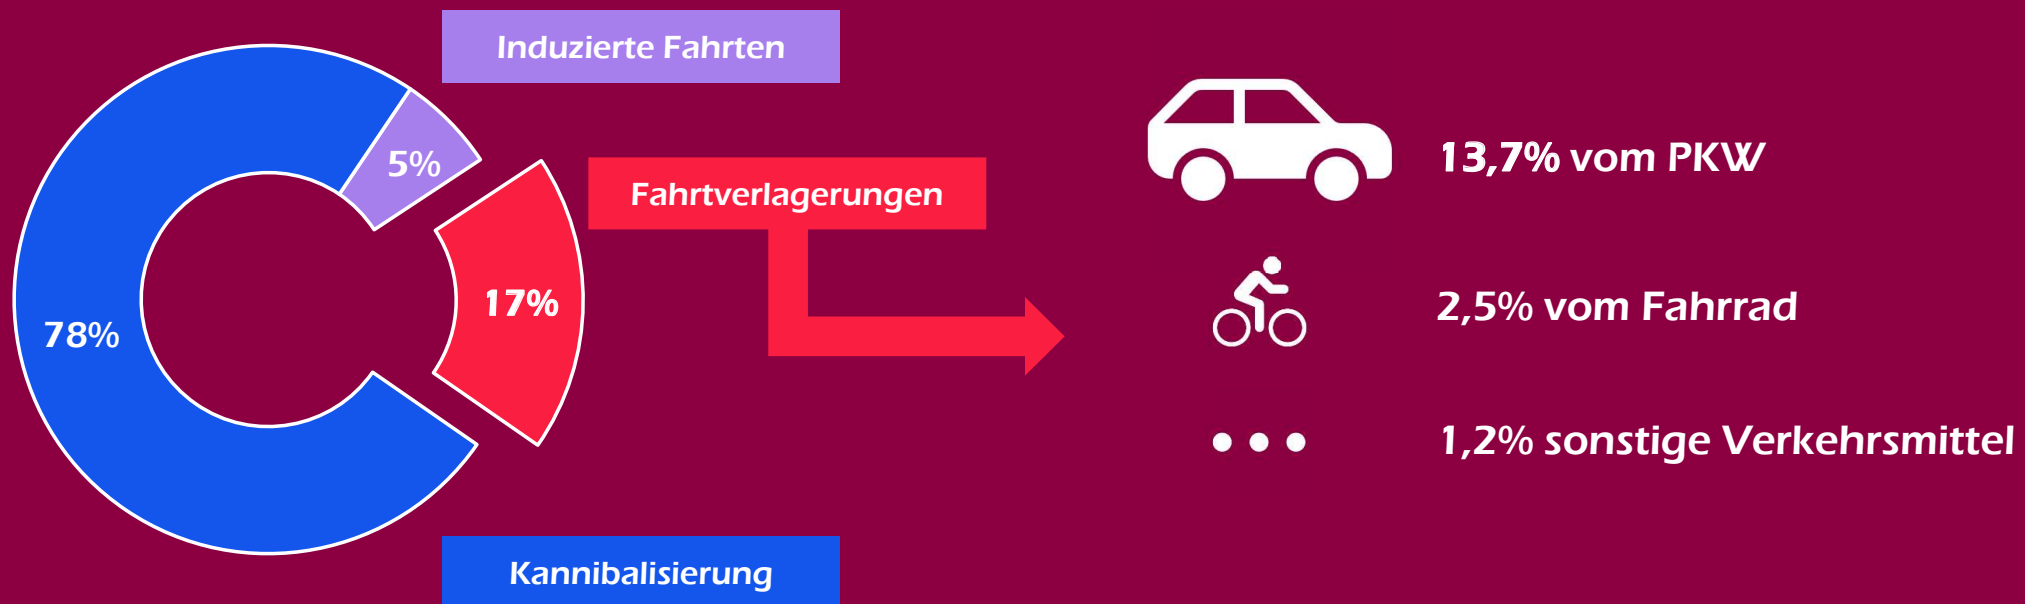 Induzierte Fahrten
5%
Fahrtverlagerungen
17%
78%
Kannibalisierung
13,7% vom PKW
2,5% vom Fahrrad
1,2% sonstige Verkehrsmittel